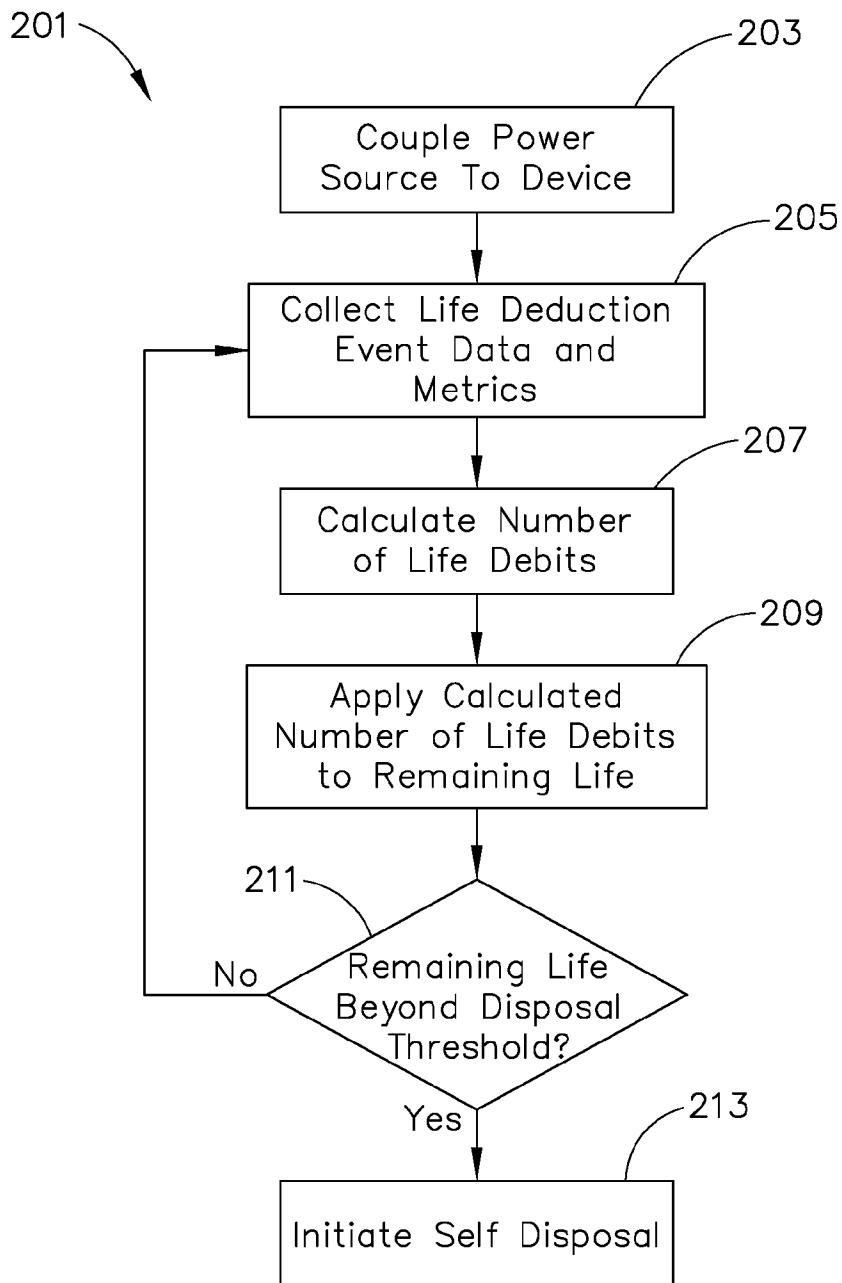 201
203
Couple Power
Source To Device
205
Collect Life Deduction
Event Data and
Metrics
207
Calculate Number
of Life Debits
209
Apply Calculated
Number of Life Debits
to Remaining Life
211
No
Remaining Life
Beyond Disposal
Threshold?
Yes
213
Initiate Self Disposal